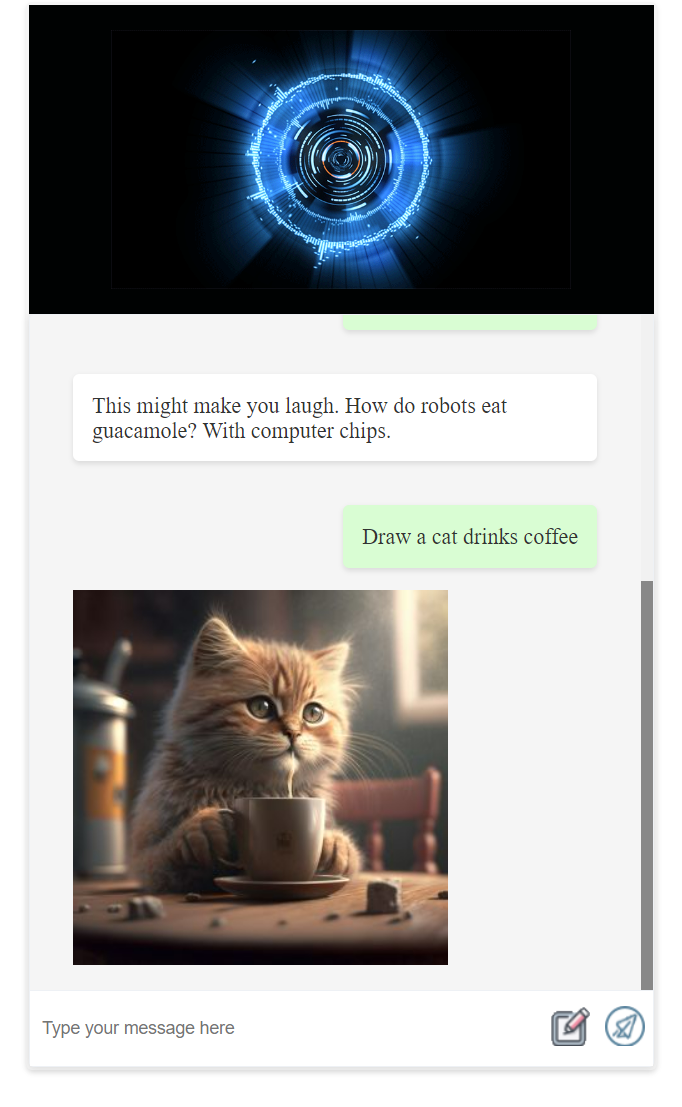 This might make you laugh. How do robots eat
guacamole? With computer chips.
Draw a cat drinks coffee
Type your message here